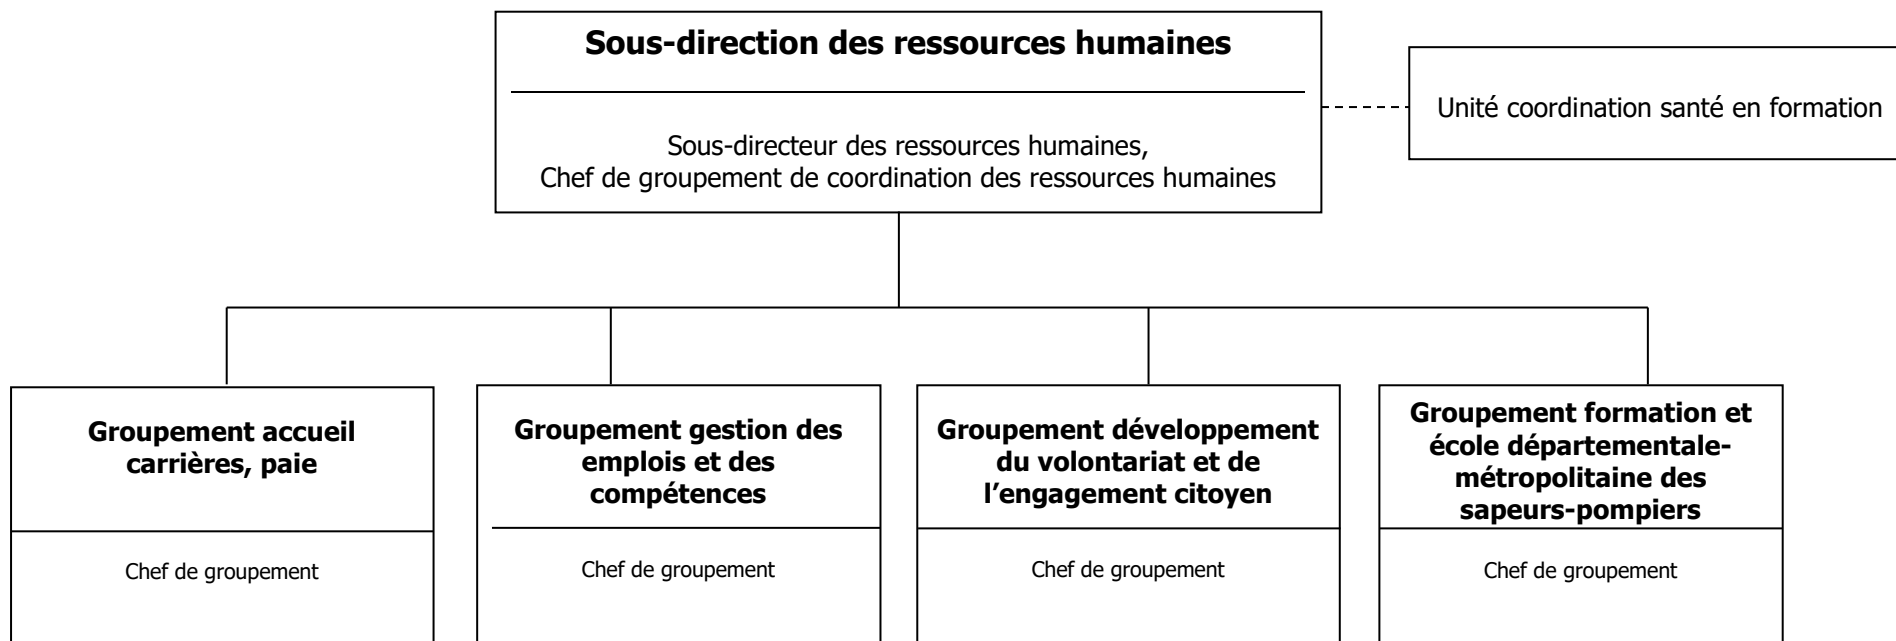 Sous-direction des ressources humaines
Sous-directeur des ressources humaines,
Chef de groupement de coordination des ressources humaines
Unité coordination santé en formation
Groupement accueil
carrières, paie
Chef de groupement
Groupement gestion des
emplois et des
compétences
Chef de groupement
Groupement développement
du volontariat et de
l’engagement citoyen
Chef de groupement
Groupement formation et
école départementale-
métropolitaine des
sapeurs-pompiers
Chef de groupement